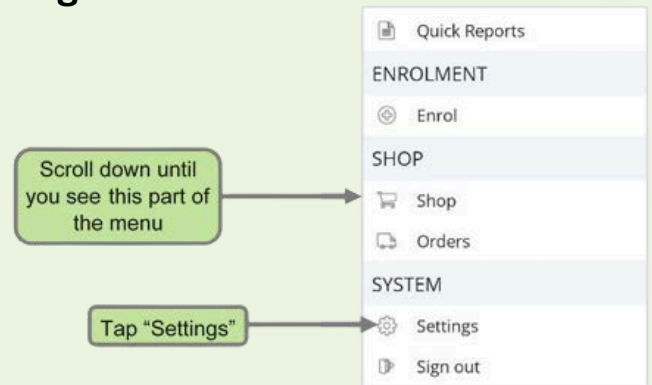 Quick Reports
ENROLMENT
Enrol
SHOP
Scroll down until
you see this part of
the menu
Shop
Orders
SYSTEM
Tap “Settings”
Settings
Sign out